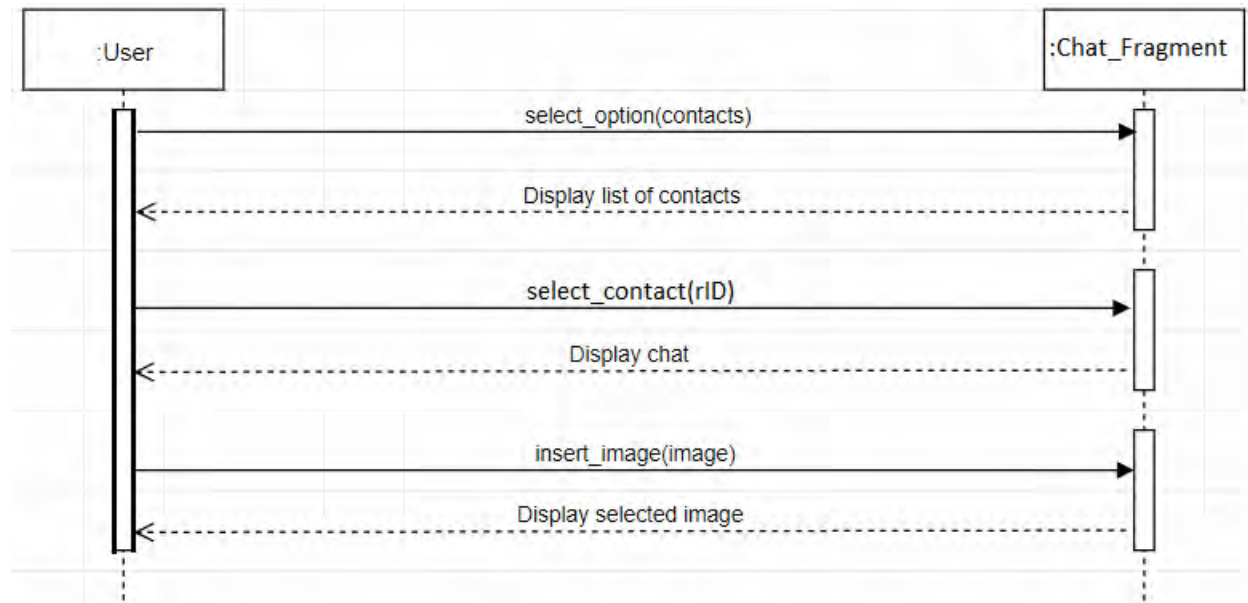 :User
:Chat_Fragment
select_option(contacts)
Display list of contacts
select_contact(rID)
Display chat
insert_image(image)
Display selected image